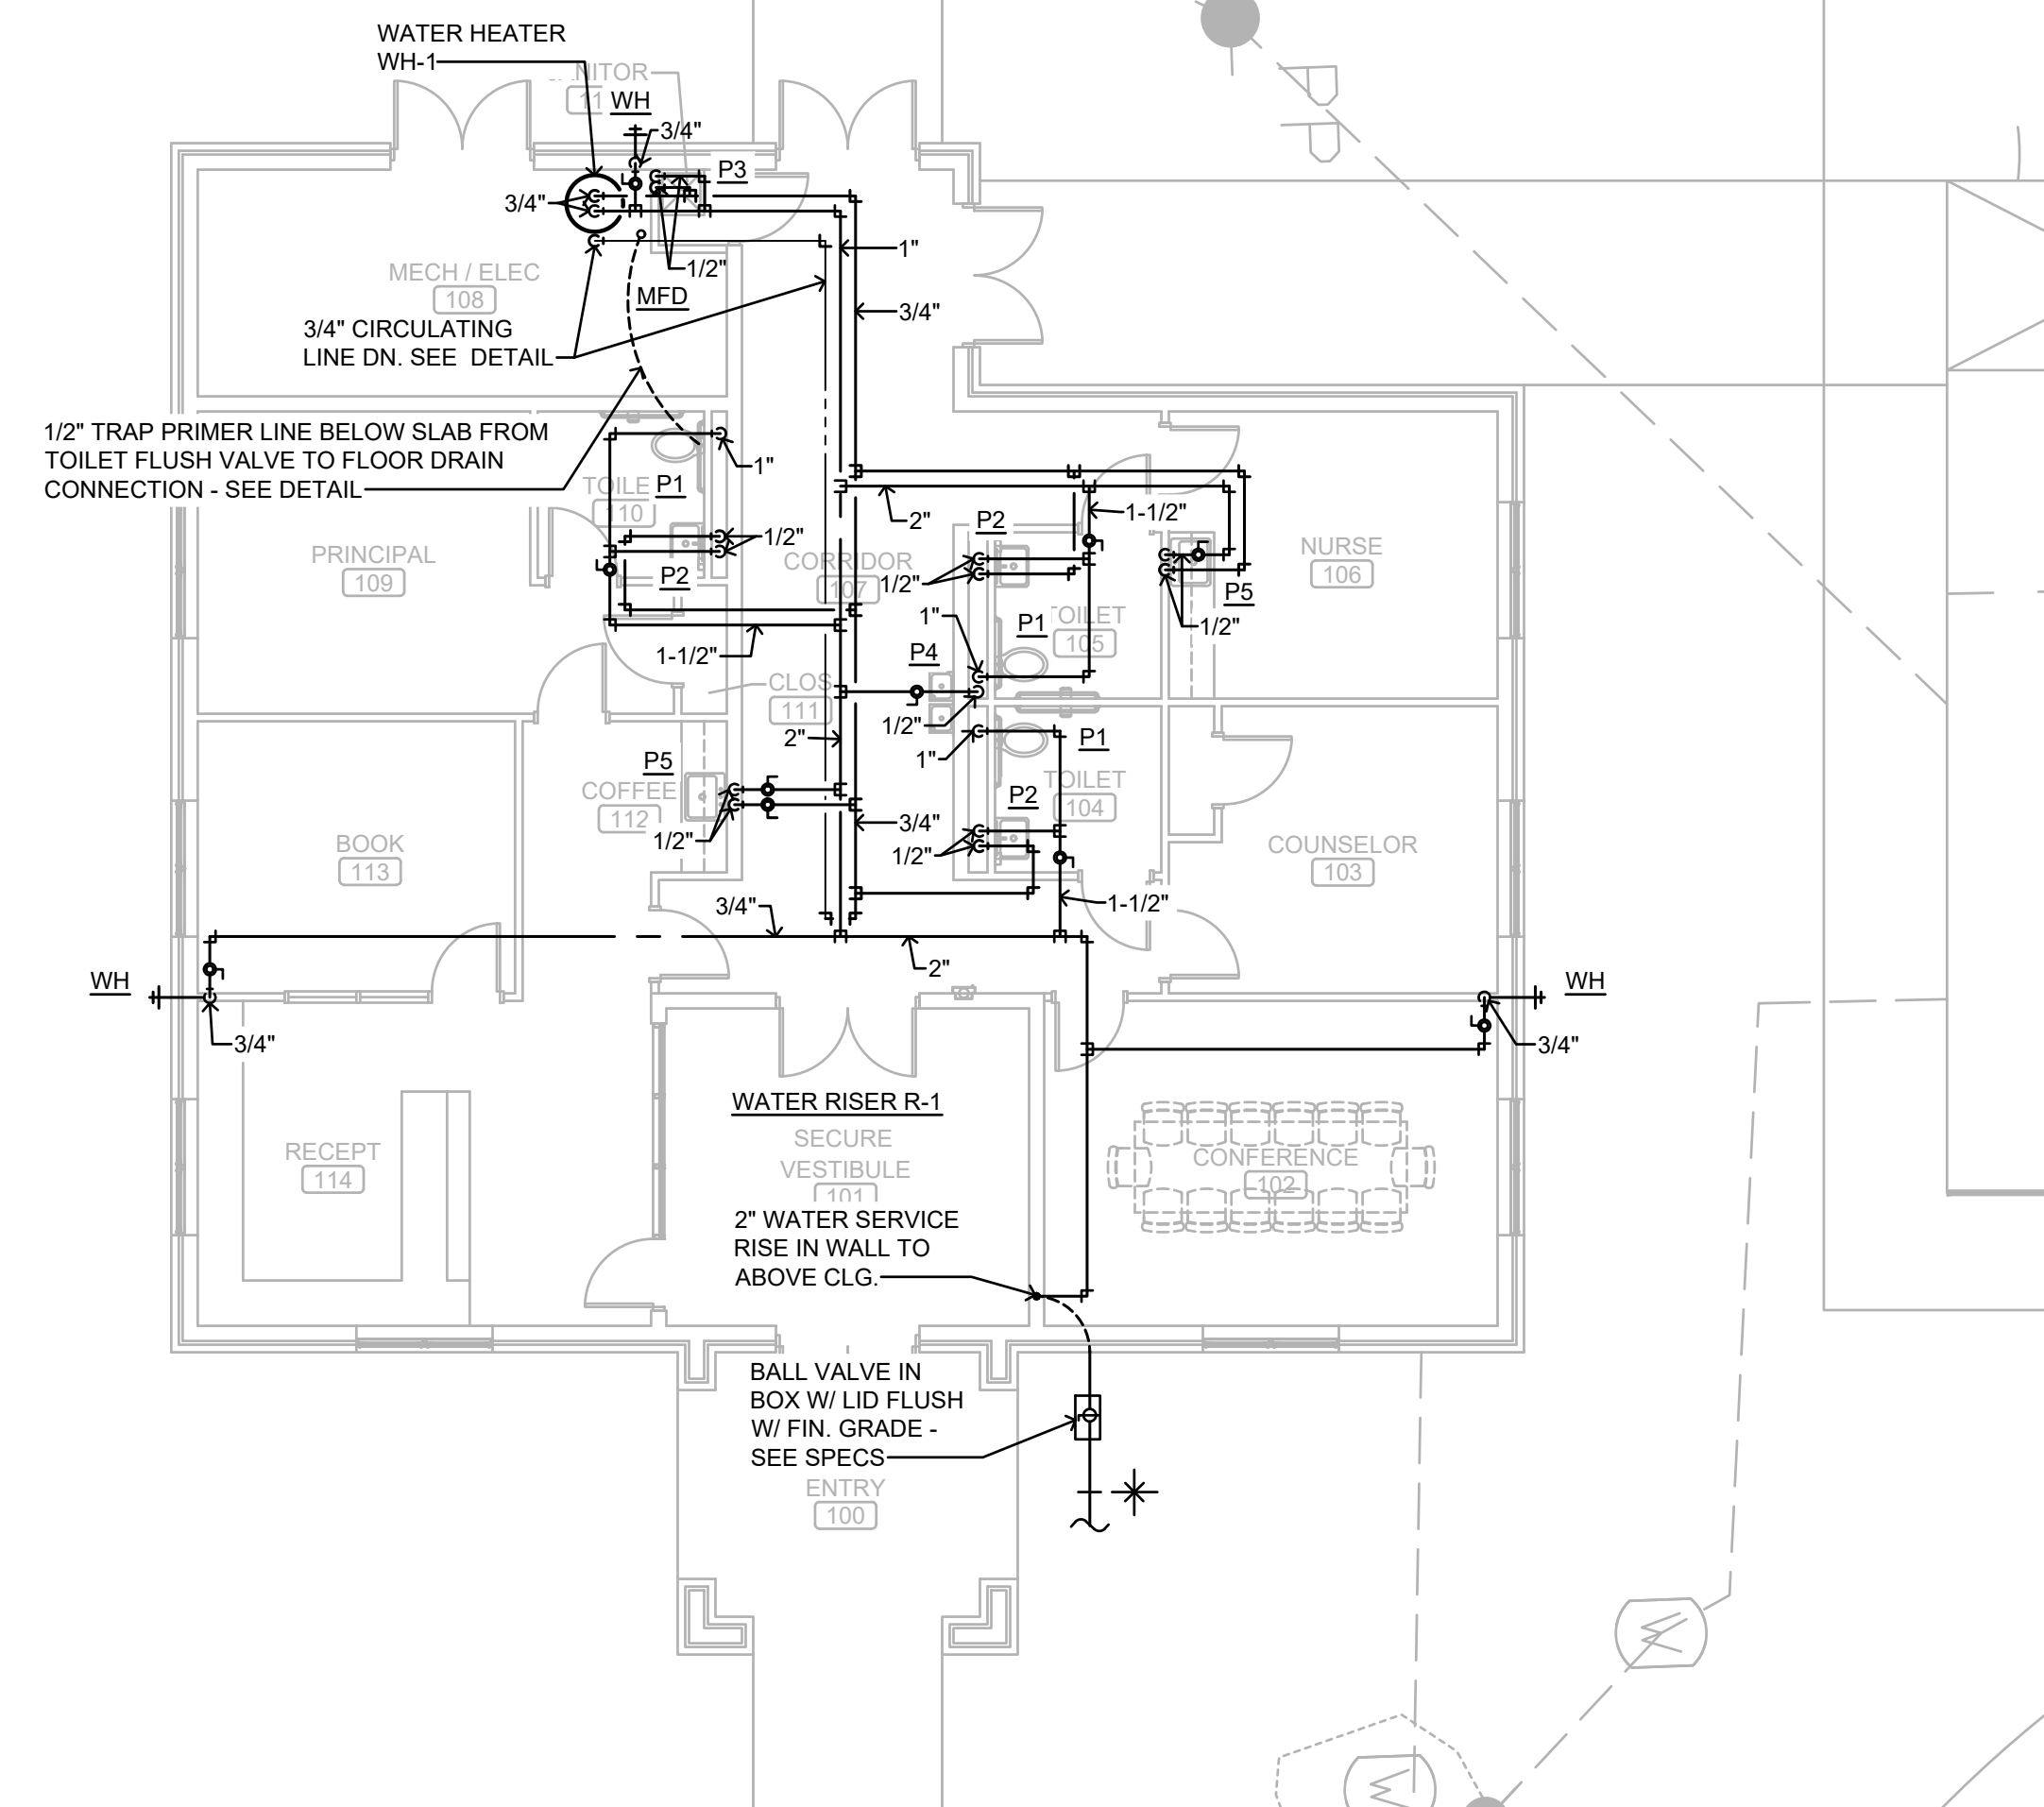 WATER HEATER
WH-1
NITOR
11
WH
3/4"
P3
3/4"
1"
1/2"
MECH / ELEC
108
MFD
3/4"
3/4" CIRCULATING
LINE DN. SEE  DETAIL
1/2" TRAP PRIMER LINE BELOW SLAB FROM
TOILET FLUSH VALVE TO FLOOR DRAIN
CONNECTION - SEE DETAIL
1"
TOILE
P1
110
2"
P2
1-1/2"
1/2"
PRINCIPAL
109
CORRIDOR
107
NURSE
106
P2
1/2"
P5
1"
P1
TOILET
105
1/2"
1-1/2"
P4
CLOS
111
1/2"
2"
P1
1"
P5
COFFEE
112
TOILET
104
P2
3/4"
1/2"
1/2"
BOOK
113
COUNSELOR
103
3/4"
1-1/2"
2"
WH
WH
3/4"
3/4"
WATER RISER R-1
SECURE
VESTIBULE
101
RECEPT
114
CONFERENCE
102
2" WATER SERVICE
RISE IN WALL TO
ABOVE CLG.
BALL VALVE IN
BOX W/ LID FLUSH
W/ FIN. GRADE -
SEE SPECS
ENTRY
100